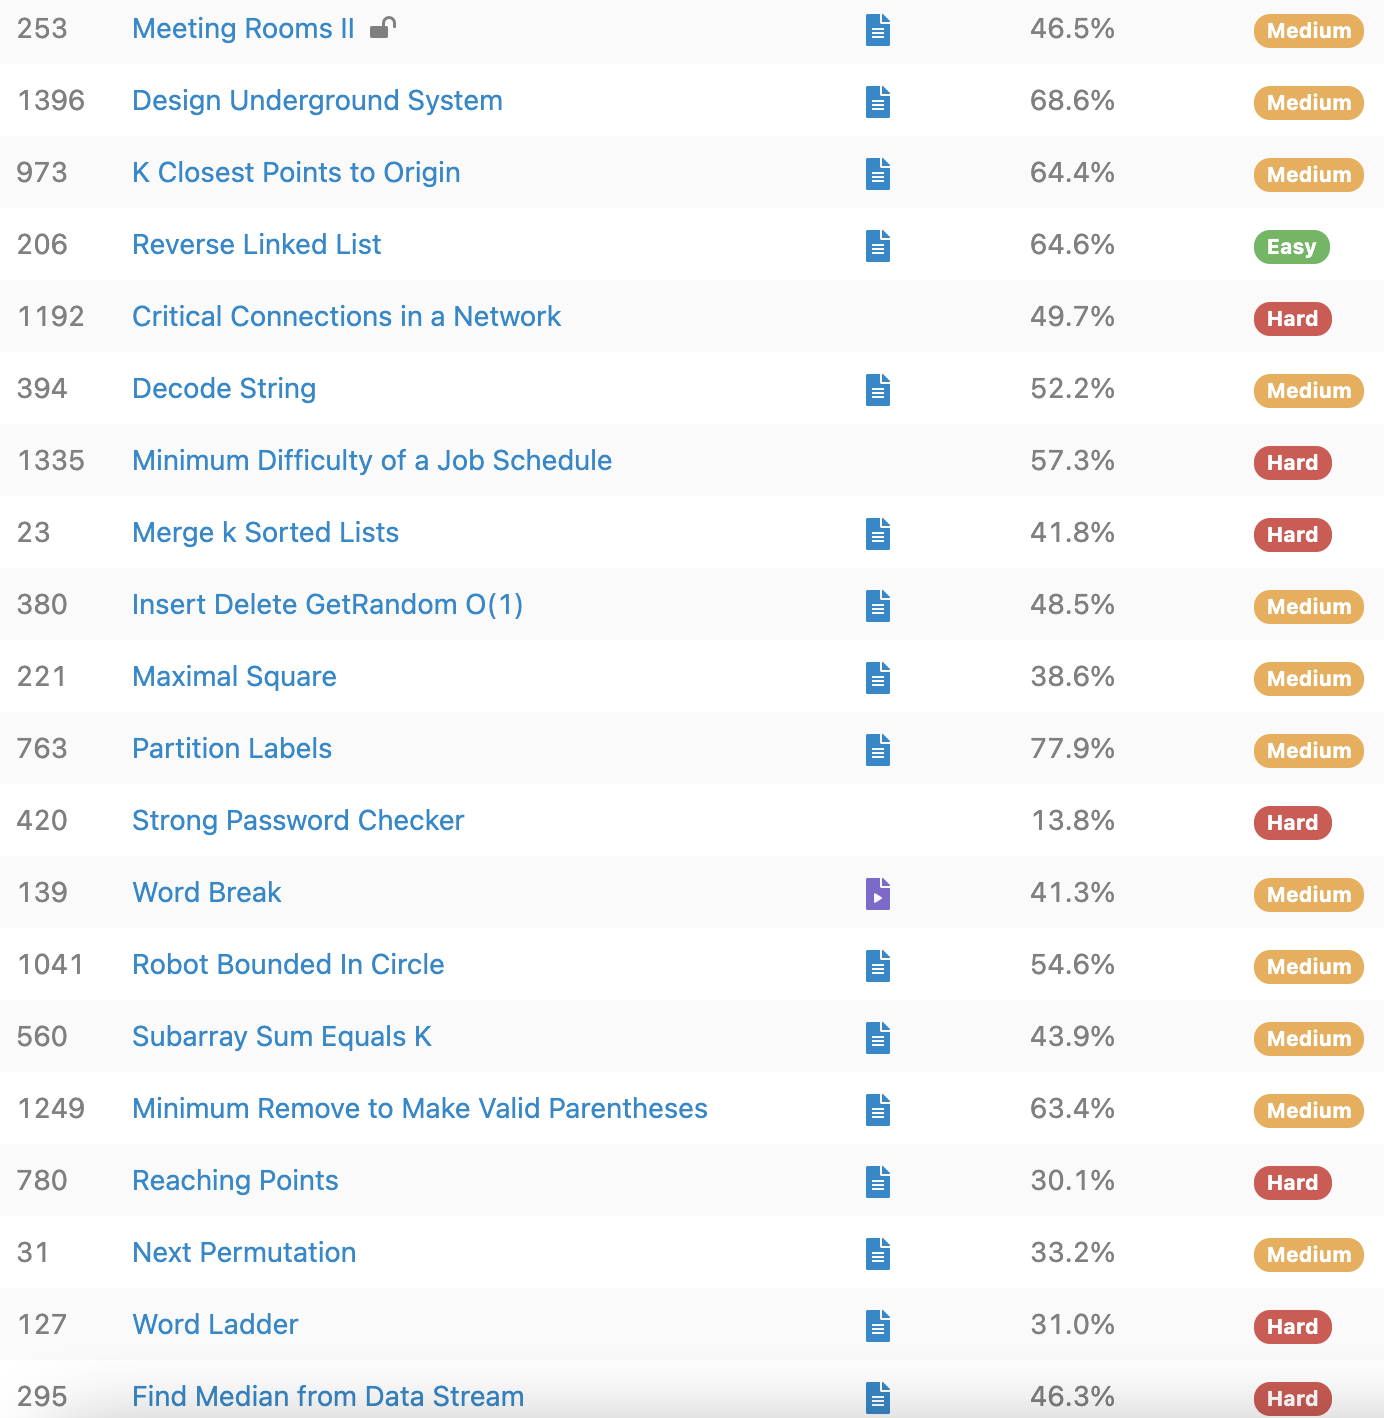 253 Meeting Rooms II 46.5% Medium
1396 Design Underground System 68.6% Medium
973 K Closest Points to Origin 64.4% Medium
206 Reverse Linked List 64.6% Easy
1192 Critical Connections in a Network 49.7% Hard
394 Decode String 52.2% Medium
1335 Minimum Difficulty of a Job Schedule 57.3% Hard
23 Merge k Sorted Lists 41.8% Hard
380 Insert Delete GetRandom O(1) 48.5% Medium
221 Maximal Square 38.6% Medium
763 Partition Labels 77.9% Medium
420 Strong Password Checker 13.8% Hard
139 Word Break 41.3% Medium
1041 Robot Bounded In Circle 54.6% Medium
560 Subarray Sum Equals K 43.9% Medium
1249 Minimum Remove to Make Valid Parentheses 63.4% Medium
780 Reaching Points 30.1% Hard
31 Next Permutation 33.2% Medium
127 Word Ladder 31.0% Hard
295 Find Median from Data Stream 46.3% Hard